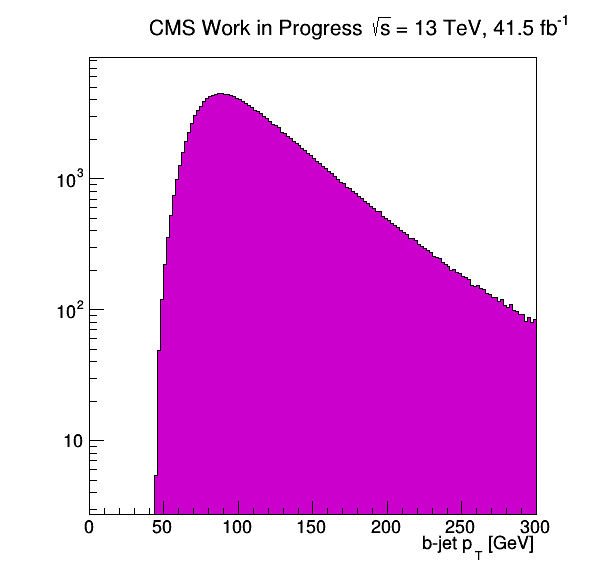 CMS Work in Progress √s = 13 TeV, 41.5 fb⁻¹
10³
10²
10
0 50 100 150 200 250 300
b-jet p_T [GeV]